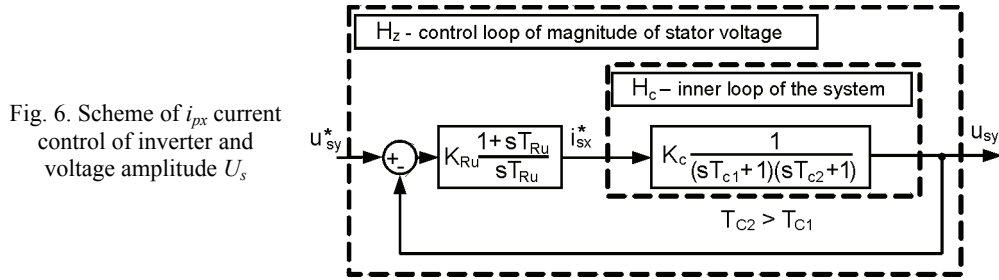 H_z - control loop of magnitude of stator voltage
H_c – inner loop of the system
Fig. 6. Scheme of i_px current
control of inverter and
voltage amplitude U_s
u*_sy
+
-
K_Ru (1+sT_Ru)/(sT_Ru)
i*_sx
K_c 1/((sT_c1+1)(sT_c2+1))
u_sy
T_C2 > T_C1